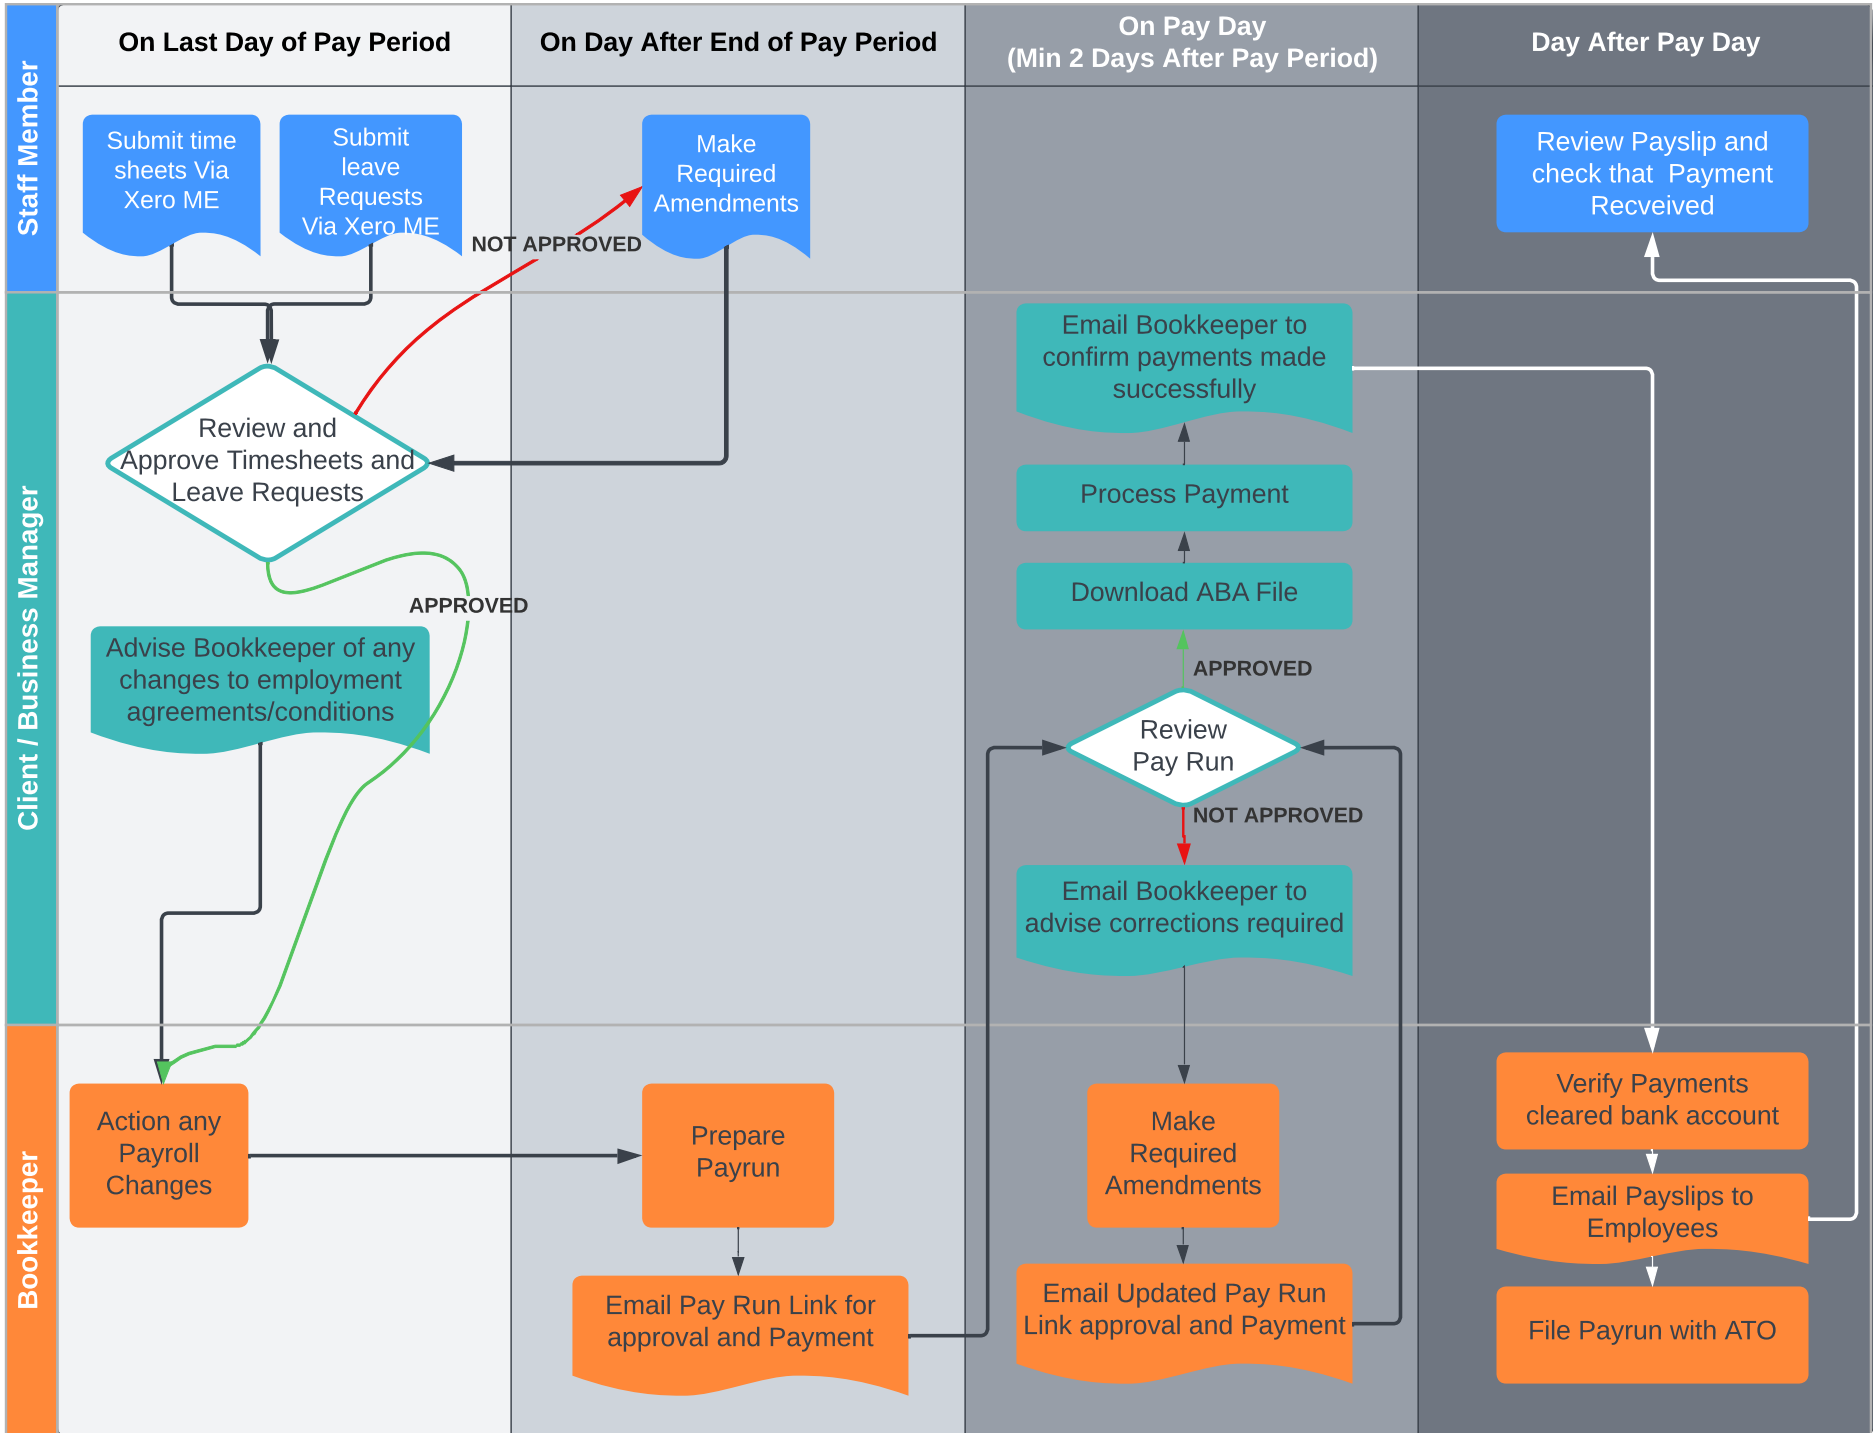 On Last Day of Pay Period
On Day After End of Pay Period
On Pay Day
(Min 2 Days After Pay Period)
Day After Pay Day
Staff Member
Submit time
sheets Via
Xero ME
Submit
leave
Requests
Via Xero ME
NOT APPROVED
Make
Required
Amendments
Review Payslip and
check that  Payment
Recveived
Client / Business Manager
Review and
Approve Timesheets and
Leave Requests
APPROVED
Advise Bookkeeper of any
changes to employment
agreements/conditions
Email Bookkeeper to
confirm payments made
successfully
Process Payment
Download ABA File
APPROVED
Review
Pay Run
NOT APPROVED
Email Bookkeeper to
advise corrections required
Bookkeeper
Action any
Payroll
Changes
Prepare
Payrun
Email Pay Run Link for
approval and Payment
Make
Required
Amendments
Email Updated Pay Run
Link approval and Payment
Verify Payments
cleared bank account
Email Payslips to
Employees
File Payrun with ATO